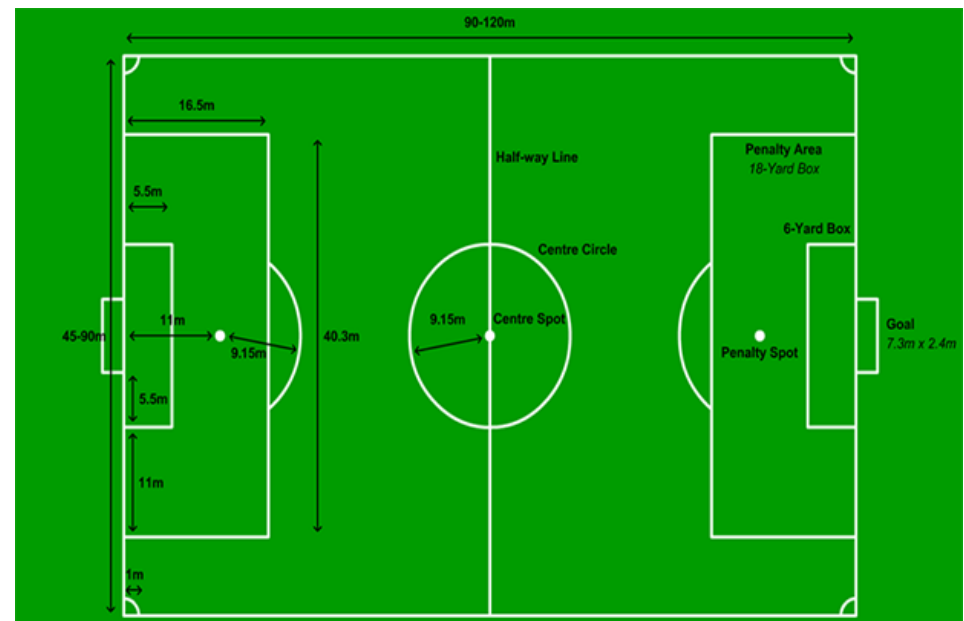 90-120m
16.5m
Half-way Line
Penalty Area
18-Yard Box
5.5m
6-Yard Box
Centre Circle
11m
9.15m
Centre Spot
45-90m
9.15m
40.3m
Penalty Spot
Goal
7.3m x 2.4m
5.5m
11m
1m